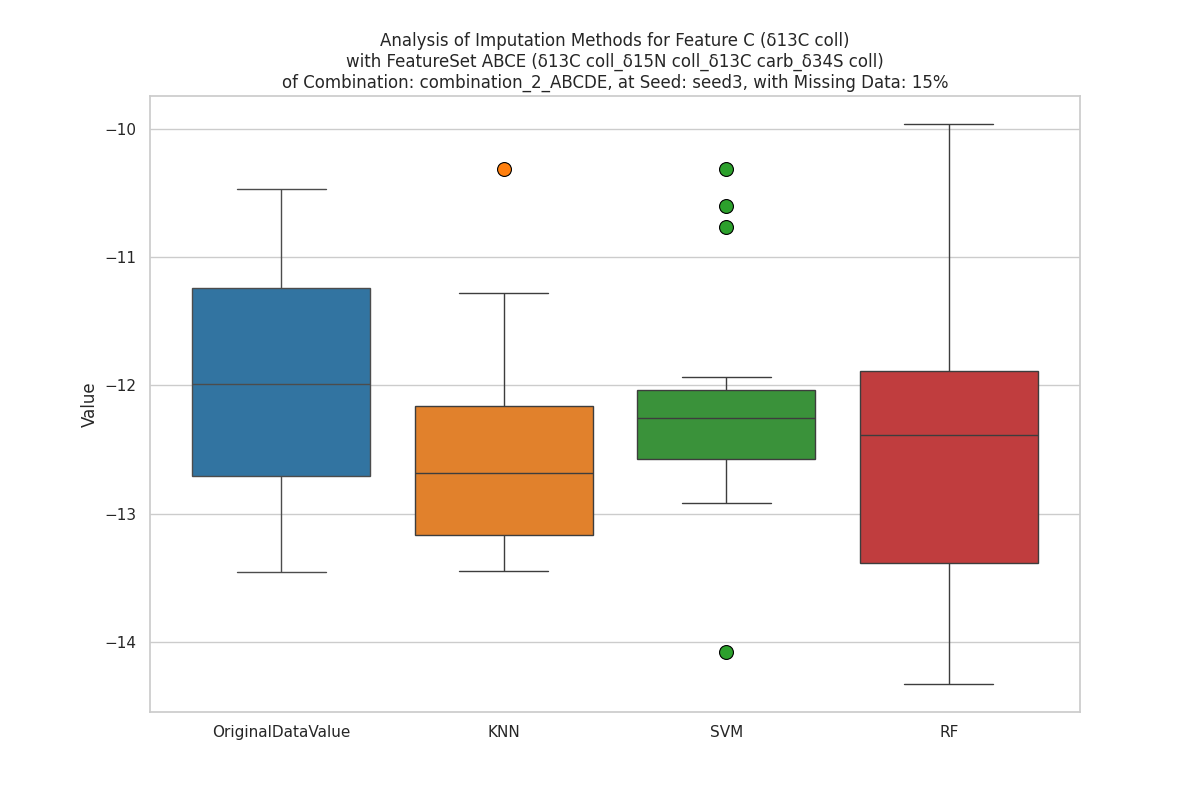 Analysis of Imputation Methods for Feature C (δ13C coll)
with FeatureSet ABCE (δ13C coll_δ15N coll_δ13C carb_δ34S coll)
of Combination: combination_2_ABCDE, at Seed: seed3, with Missing Data: 15%
−10
−11
−12
−13
−14
Value
OriginalDataValue
KNN
SVM
RF